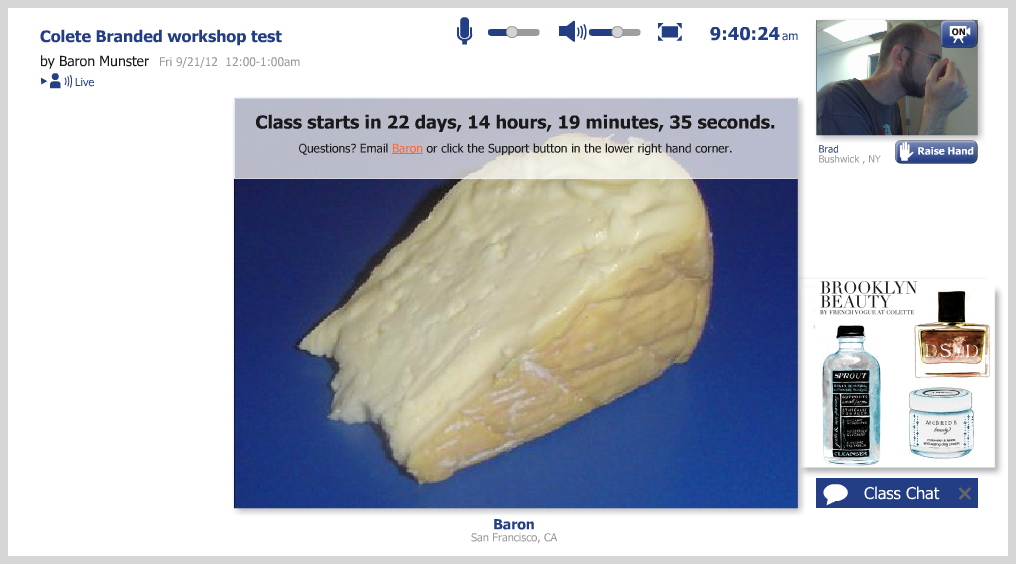 Colete Branded workshop test
by Baron Munster Fri 9/21/12 12:00-1:00am
Live
9:40:24 am
ON
Class starts in 22 days, 14 hours, 19 minutes, 35 seconds.
Questions? Email Baron or click the Support button in the lower right hand corner.
Brad
Bushwick , NY
Raise Hand
BROOKLYN
BEAUTY
BY FRENCH VOGUE AT COLETTE
SPROUT
CLEANSER
MCBRIDE
beauty
Class Chat
Baron
San Francisco, CA